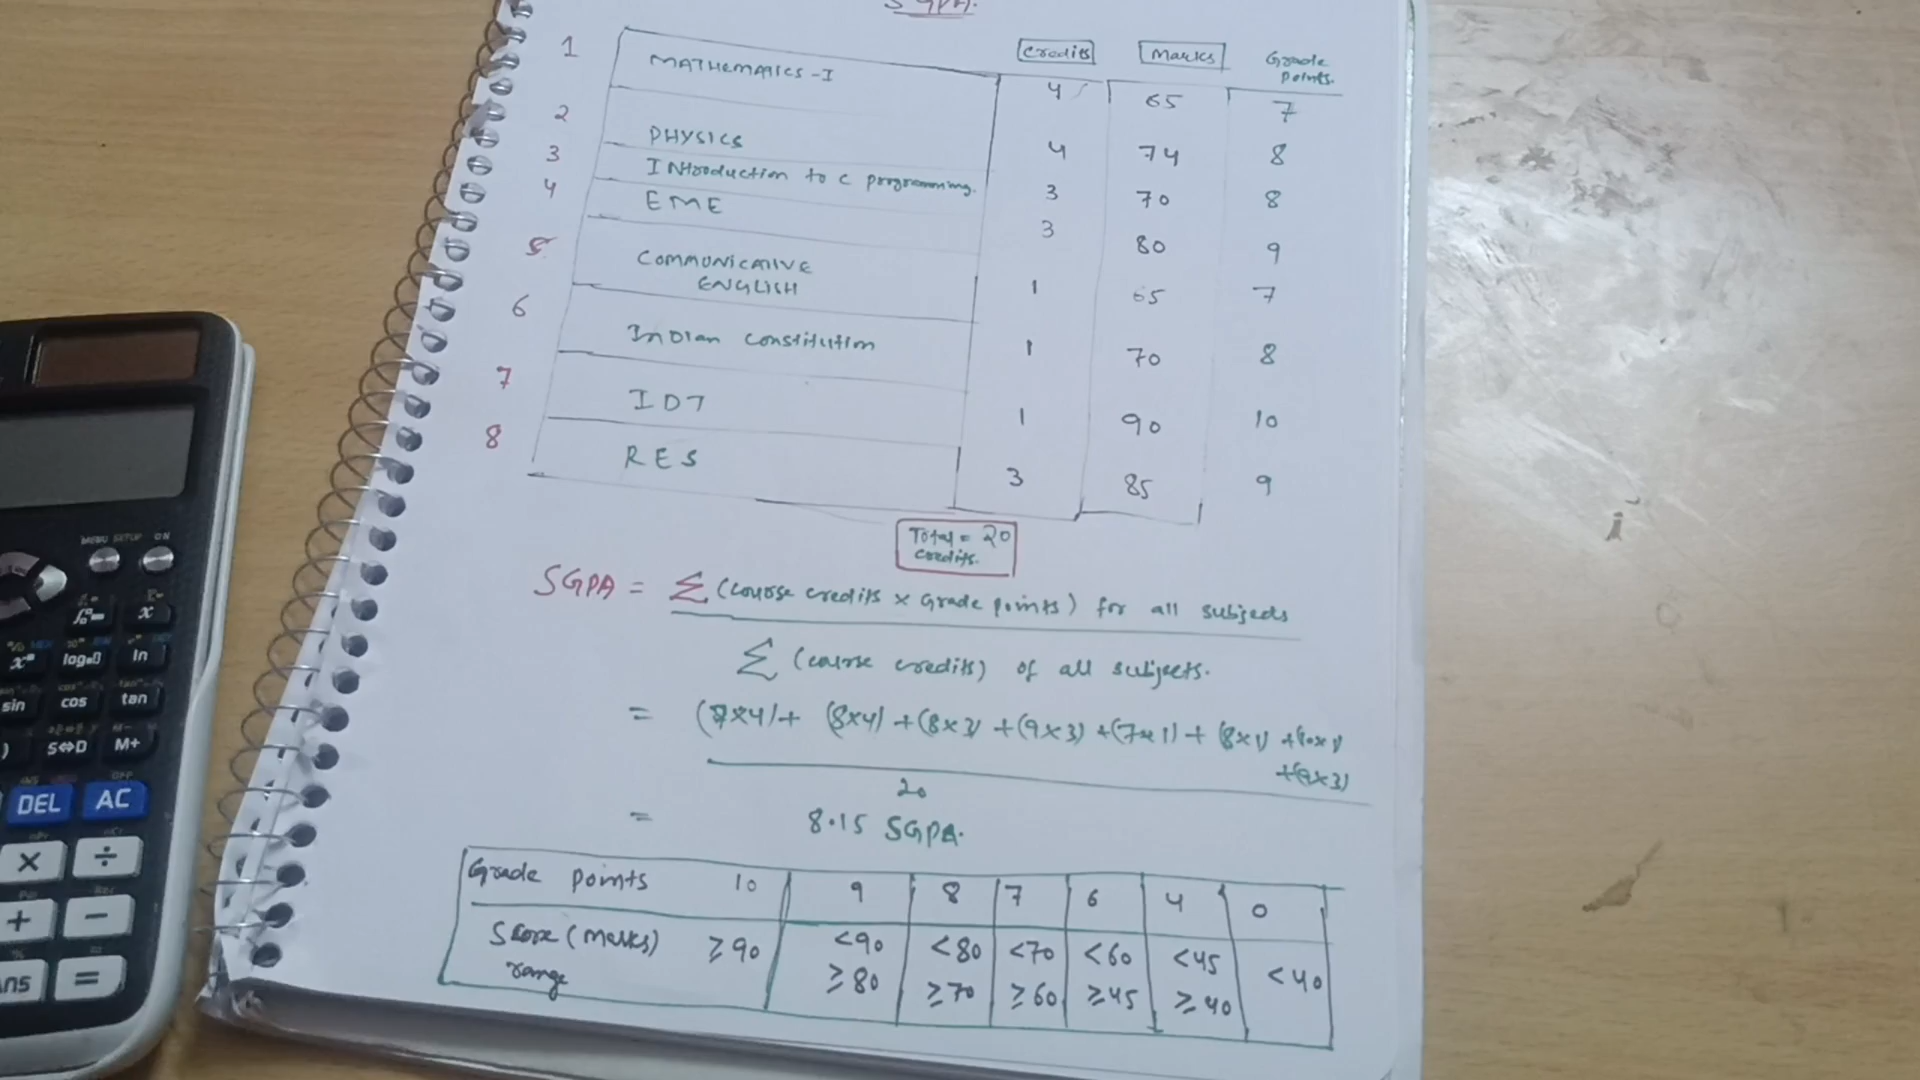 SGPA.
Credits Marks Grade points.
1 MATHEMATICS-I 4 65 7
2 PHYSICS 4 74 8
3 Introduction to c programming. 3 70 8
4 EME 3 80 9
5 COMMUNICATIVE ENGLISH 1 65 7
6 Indian constitution 1 70 8
7 IDT 1 90 10
8 RES 3 85 9
Total = 20
credits.
SGPA = Σ (course credits × Grade points) for all subjects
Σ (course credits) of all subjects.
= (7×4) + (8×4) + (8×3) + (9×3) + (7×1) + (8×1) + (10×1)
+(9×3)
20
= 8.15 SGPA.
Grade points 10 9 8 7 6 4 0
Score (marks) ≥90 <90 <80 <70 <60 <45 <40
range ≥80 ≥70 ≥60 ≥45 ≥40
MENU SETUP ON
x
log ln
sin cos tan
) S⇔D M+
OFF
DEL AC
× ÷
+ −
Ans =